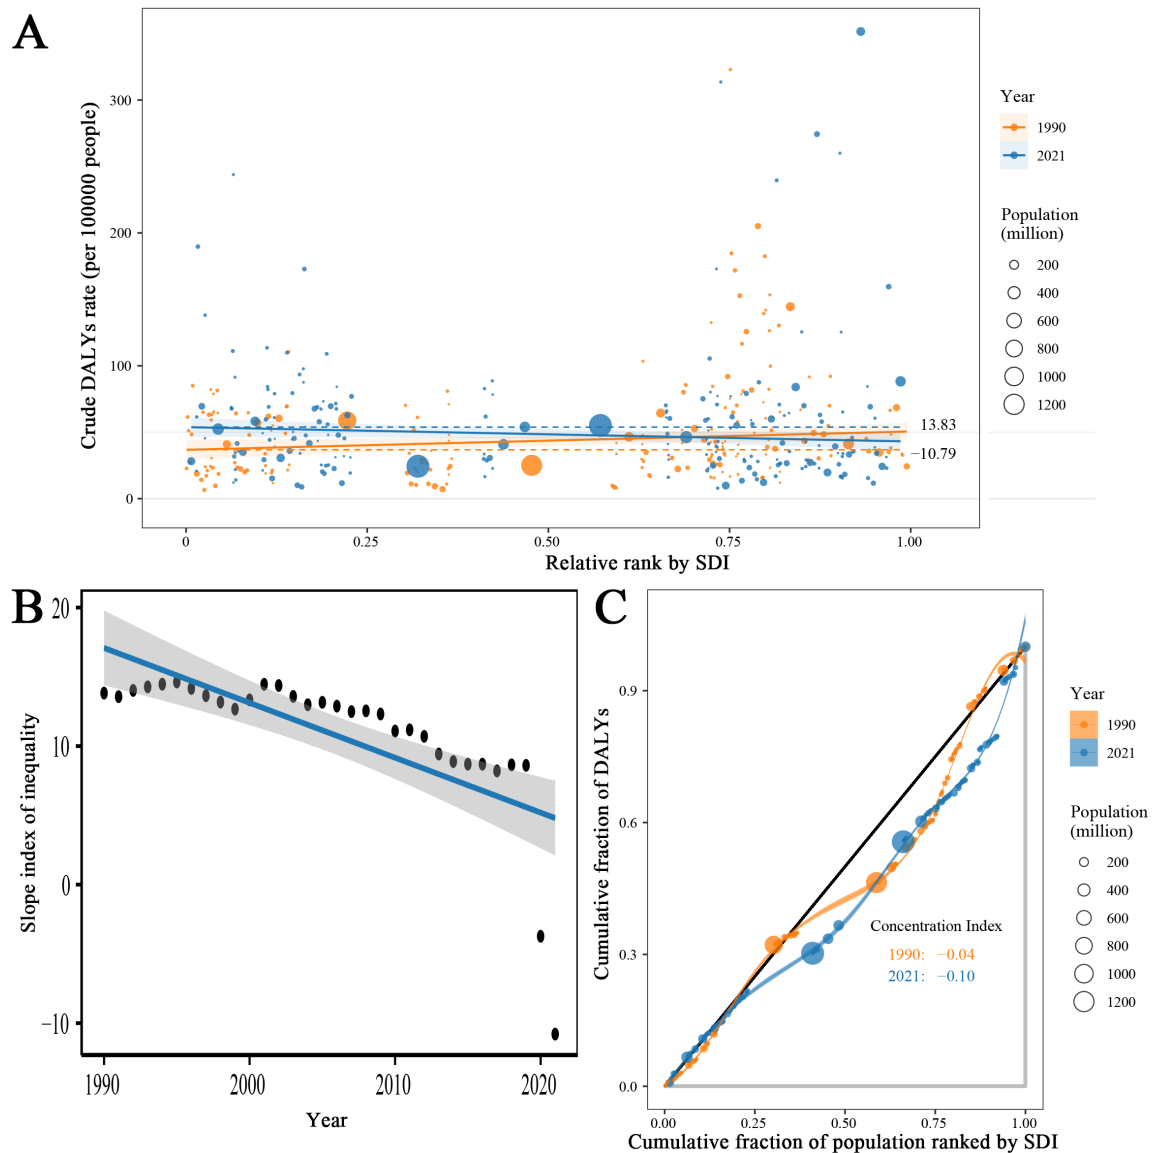 A
Crude DALYs rate (per 100000 people)
300
200
100
0
13.83
−10.79
0
0.25
0.50
0.75
1.00
Relative rank by SDI
Year
1990
2021
Population
(million)
200
400
600
800
1000
1200
B
Slope index of inequality
20
10
0
−10
1990
2000
2010
2020
Year
C
Cumulative fraction of DALYs
0.9
0.6
0.3
0.0
Concentration Index
1990: −0.04
2021: −0.10
0.00
0.25
0.50
0.75
1.00
Cumulative fraction of population ranked by SDI
Year
1990
2021
Population
(million)
200
400
600
800
1000
1200